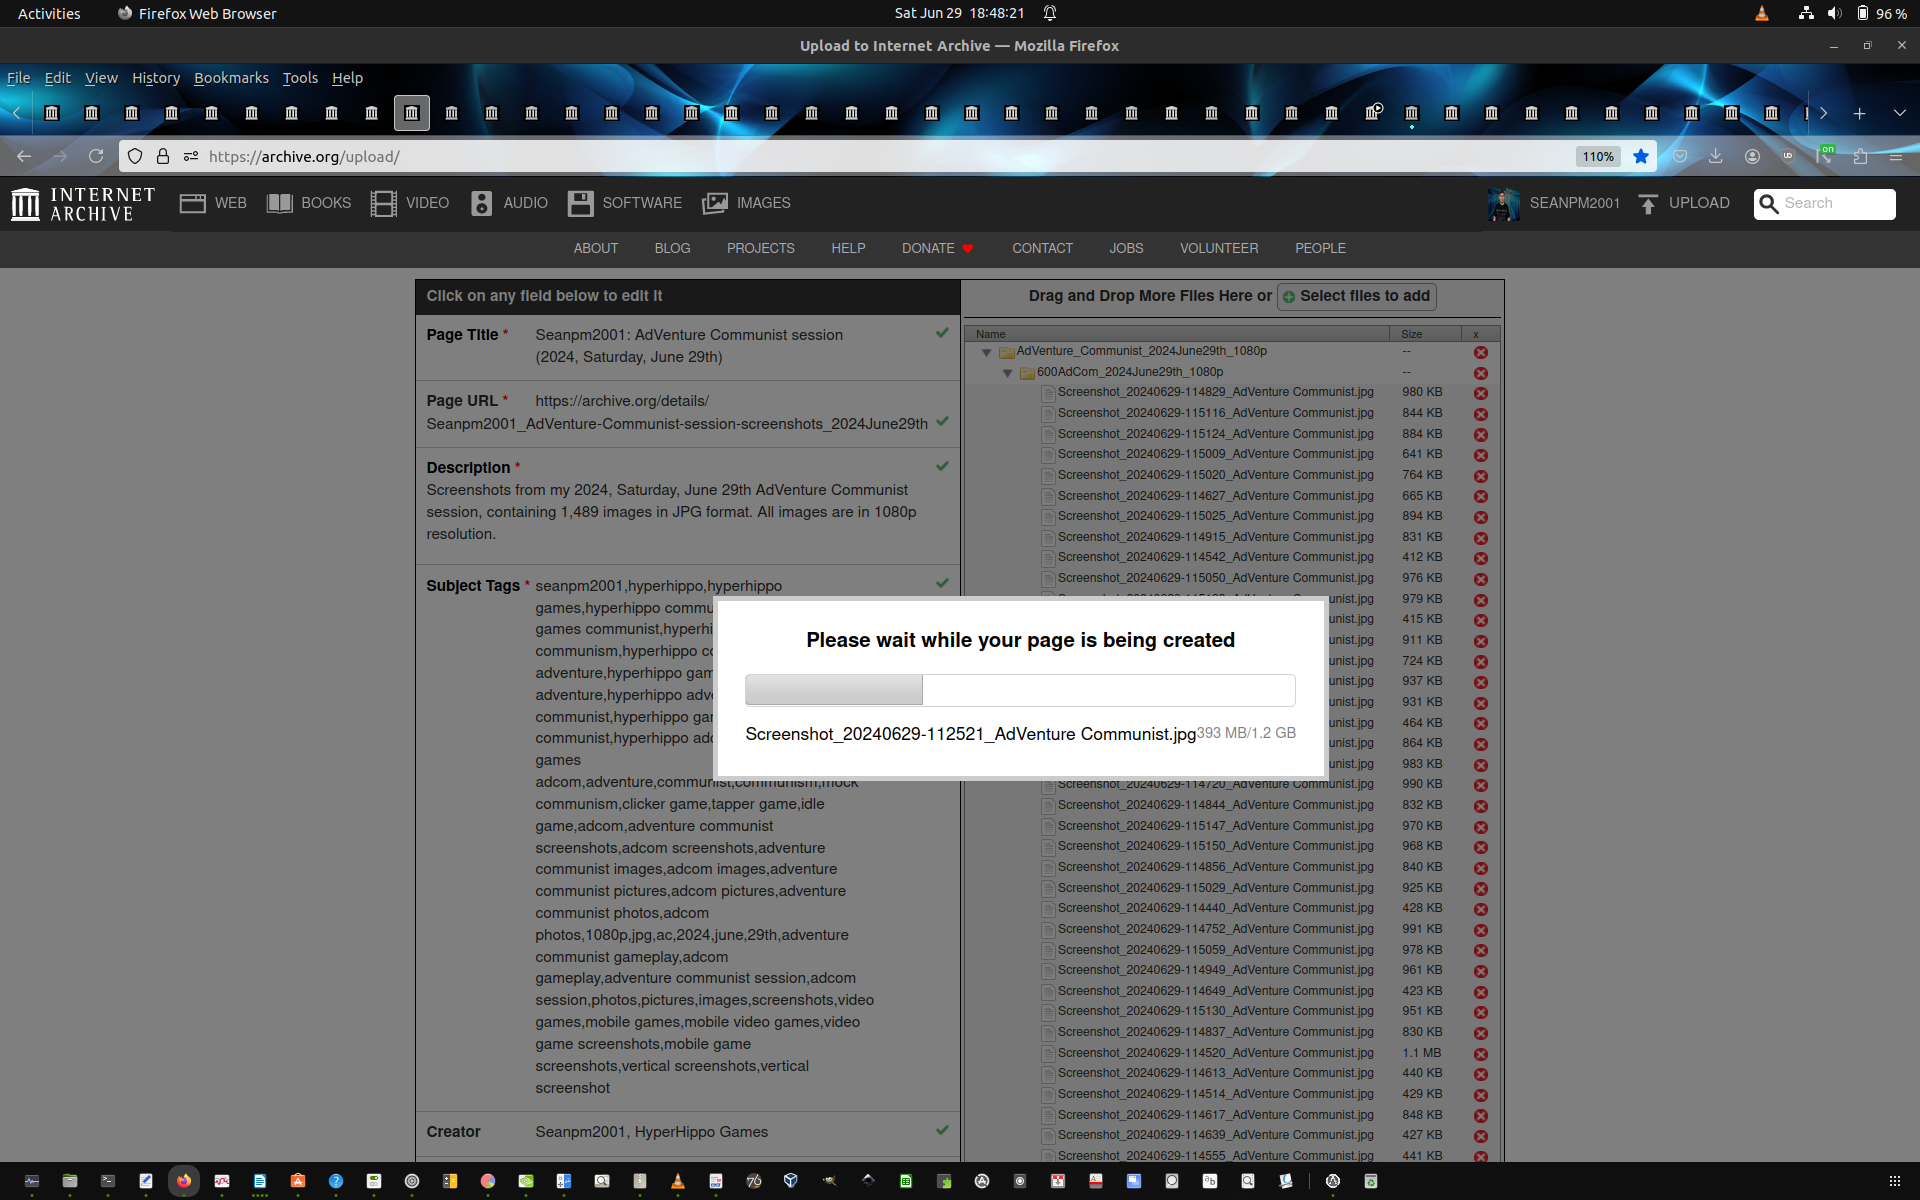 Activities
Firefox Web Browser
Sat Jun 29 18:48:21
96 %
Upload to Internet Archive — Mozilla Firefox
File Edit View History Bookmarks Tools Help
https://archive.org/upload/
110%
on
INTERNET ARCHIVE
WEB BOOKS VIDEO AUDIO SOFTWARE IMAGES
SEANPM2001 UPLOAD Search
ABOUT BLOG PROJECTS HELP DONATE CONTACT JOBS VOLUNTEER PEOPLE
Click on any field below to edit it
Page Title * Seanpm2001: AdVenture Communist session
(2024, Saturday, June 29th)
Page URL * https://archive.org/details/
Seanpm2001_AdVenture-Communist-session-screenshots_2024June29th
Description *
Screenshots from my 2024, Saturday, June 29th AdVenture Communist
session, containing 1,489 images in JPG format. All images are in 1080p
resolution.
Subject Tags * seanpm2001,hyperhippo,hyperhippo
games,hyperhippo commu
games communist,hyperhi
communism,hyperhippo co
adventure,hyperhippo gam
adventure,hyperhippo adve
communist,hyperhippo gar
communist,hyperhippo adc
games
adcom,adventure,communist,communism,mock
communism,clicker game,tapper game,idle
game,adcom,adventure communist
screenshots,adcom screenshots,adventure
communist images,adcom images,adventure
communist pictures,adcom pictures,adventure
communist photos,adcom
photos,1080p,jpg,ac,2024,june,29th,adventure
communist gameplay,adcom
gameplay,adventure communist session,adcom
session,photos,pictures,images,screenshots,video
games,mobile games,mobile video games,video
game screenshots,mobile game
screenshots,vertical screenshots,vertical
screenshot
Creator Seanpm2001, HyperHippo Games
Drag and Drop More Files Here or Select files to add
Name Size x
AdVenture_Communist_2024June29th_1080p --
600AdCom_2024June29th_1080p --
Screenshot_20240629-114829_AdVenture Communist.jpg 980 KB
Screenshot_20240629-115116_AdVenture Communist.jpg 844 KB
Screenshot_20240629-115124_AdVenture Communist.jpg 884 KB
Screenshot_20240629-115009_AdVenture Communist.jpg 641 KB
Screenshot_20240629-115020_AdVenture Communist.jpg 764 KB
Screenshot_20240629-114627_AdVenture Communist.jpg 665 KB
Screenshot_20240629-115025_AdVenture Communist.jpg 894 KB
Screenshot_20240629-114915_AdVenture Communist.jpg 831 KB
Screenshot_20240629-114542_AdVenture Communist.jpg 412 KB
Screenshot_20240629-115050_AdVenture Communist.jpg 976 KB
979 KB
unist.jpg 415 KB
unist.jpg 911 KB
unist.jpg 724 KB
unist.jpg 937 KB
unist.jpg 931 KB
unist.jpg 464 KB
unist.jpg 864 KB
unist.jpg 983 KB
Screenshot_20240629-114720_AdVenture Communist.jpg 990 KB
Screenshot_20240629-114844_AdVenture Communist.jpg 832 KB
Screenshot_20240629-115147_AdVenture Communist.jpg 970 KB
Screenshot_20240629-115150_AdVenture Communist.jpg 968 KB
Screenshot_20240629-114856_AdVenture Communist.jpg 840 KB
Screenshot_20240629-115029_AdVenture Communist.jpg 925 KB
Screenshot_20240629-114440_AdVenture Communist.jpg 428 KB
Screenshot_20240629-114752_AdVenture Communist.jpg 991 KB
Screenshot_20240629-115059_AdVenture Communist.jpg 978 KB
Screenshot_20240629-114949_AdVenture Communist.jpg 961 KB
Screenshot_20240629-114649_AdVenture Communist.jpg 423 KB
Screenshot_20240629-115130_AdVenture Communist.jpg 951 KB
Screenshot_20240629-114837_AdVenture Communist.jpg 830 KB
Screenshot_20240629-114520_AdVenture Communist.jpg 1.1 MB
Screenshot_20240629-114613_AdVenture Communist.jpg 440 KB
Screenshot_20240629-114514_AdVenture Communist.jpg 429 KB
Screenshot_20240629-114617_AdVenture Communist.jpg 848 KB
Screenshot_20240629-114639_AdVenture Communist.jpg 427 KB
Screenshot_20240629-114555_AdVenture Communist.jpg 441 KB
Please wait while your page is being created
Screenshot_20240629-112521_AdVenture Communist.jpg 393 MB/1.2 GB